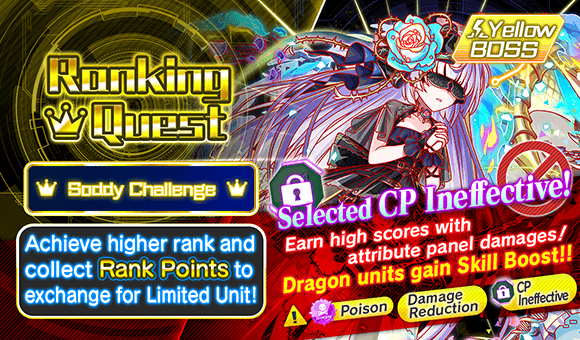 Yellow
BOSS
Ranking
Quest
Soddy Challenge
Achieve higher rank and
collect Rank Points to
exchange for Limited Unit!
Selected CP Ineffective!
Earn high scores with
attribute panel damages/
Dragon units gain Skill Boost!!
Poison
Damage
Reduction
CP
Ineffective